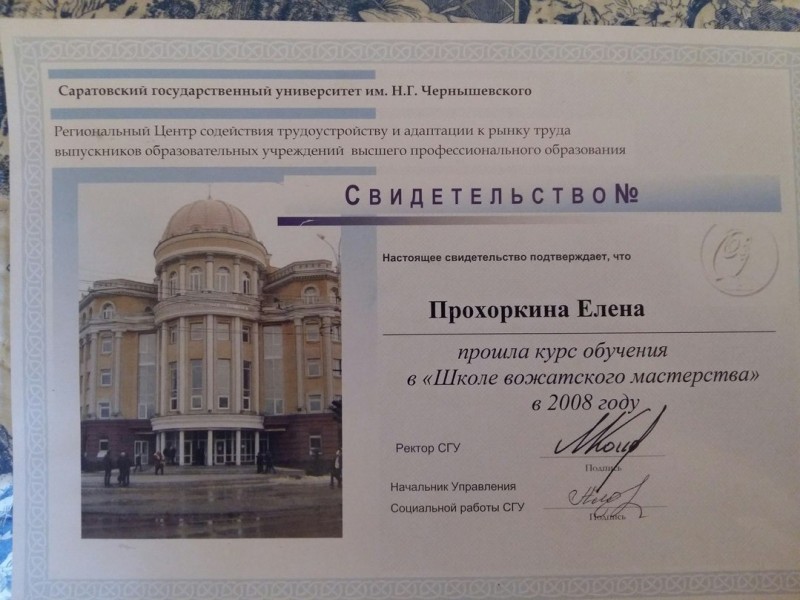 Саратовский государственный университет им. Н.Г. Чернышевского
Региональный Центр содействия трудоустройству и адаптации к рынку труда
выпускников образовательных учреждений высшего профессионального образования
Свидетельство №
Настоящее свидетельство подтверждает, что
Прохоркина Елена
прошла курс обучения
в «Школе вожатского мастерства»
в 2008 году
Ректор СГУ
Подпись
Начальник Управления
Социальной работы СГУ
Подпись